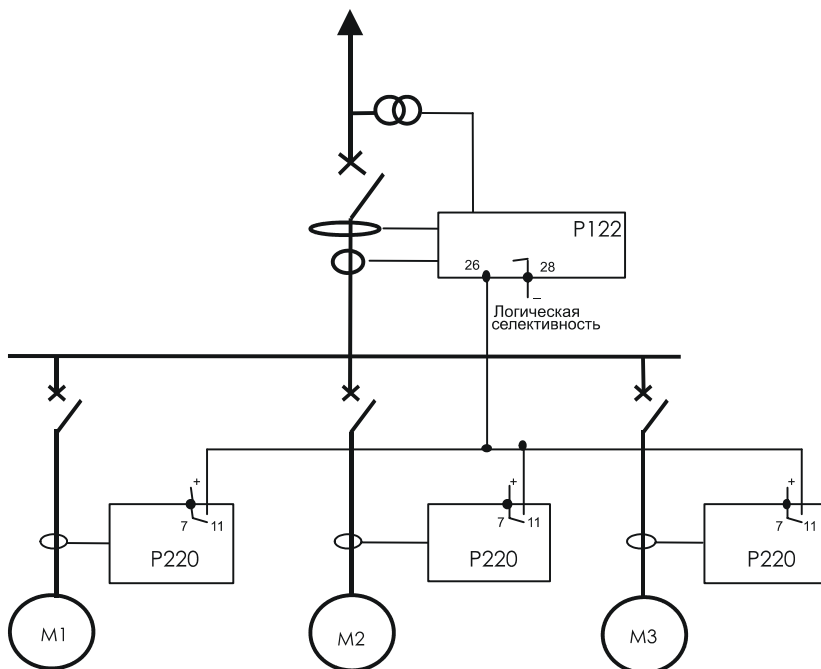 P122
26
28
–
Логическая
селективность
+
7
11
P220
+
7
11
P220
+
7
11
P220
M1
M2
M3